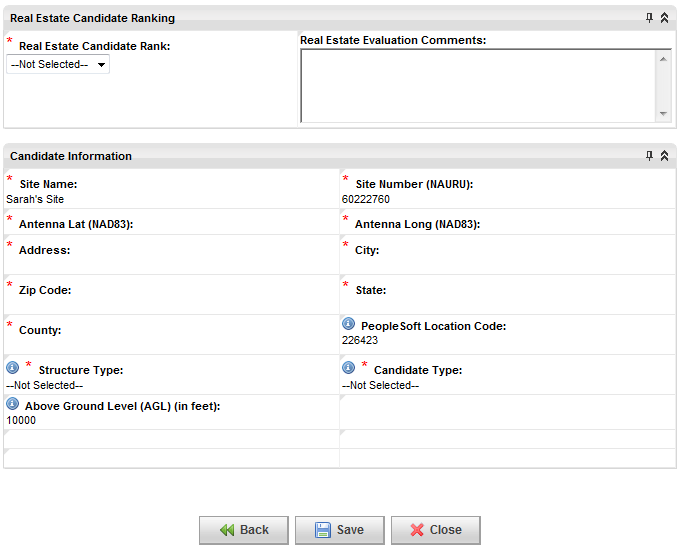 Real Estate Candidate Ranking
* Real Estate Candidate Rank:
--Not Selected--
Real Estate Evaluation Comments:
Candidate Information
* Site Name:
Sarah's Site
* Site Number (NAURU):
60222760
* Antenna Lat (NAD83):
* Antenna Long (NAD83):
* Address:
* City:
* Zip Code:
* State:
* County:
PeopleSoft Location Code:
226423
* Structure Type:
--Not Selected--
* Candidate Type:
--Not Selected--
Above Ground Level (AGL) (in feet):
10000
Back
Save
Close